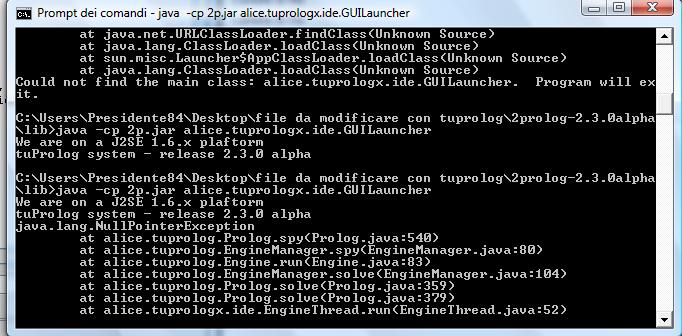 Prompt dei comandi - java -cp 2p.jar alice.tuprologx.ide.GUILauncher
at java.net.URLClassLoader.findClass(Unknown Source)
at java.lang.ClassLoader.loadClass(Unknown Source)
at sun.misc.Launcher$AppClassLoader.loadClass(Unknown Source)
at java.lang.ClassLoader.loadClass(Unknown Source)
Could not find the main class: alice.tuprologx.ide.GUILauncher.  Program will ex
it.
C:\Users\Presidente84\Desktop\file da modificare con tuprolog\2prolog-2.3.0alpha
\lib>java -cp 2p.jar alice.tuprologx.ide.GUILauncher
We are on a J2SE 1.6.x plaftorm
tuProlog system - release 2.3.0 alpha
C:\Users\Presidente84\Desktop\file da modificare con tuprolog\2prolog-2.3.0alpha
\lib>java -cp 2p.jar alice.tuprologx.ide.GUILauncher
We are on a J2SE 1.6.x plaftorm
tuProlog system - release 2.3.0 alpha
java.lang.NullPointerException
at alice.tuprolog.Prolog.spy(Prolog.java:540)
at alice.tuprolog.EngineManager.spy(EngineManager.java:80)
at alice.tuprolog.Engine.run(Engine.java:83)
at alice.tuprolog.EngineManager.solve(EngineManager.java:104)
at alice.tuprolog.Prolog.solve(Prolog.java:359)
at alice.tuprolog.Prolog.solve(Prolog.java:379)
at alice.tuprologx.ide.EngineThread.run(EngineThread.java:52)